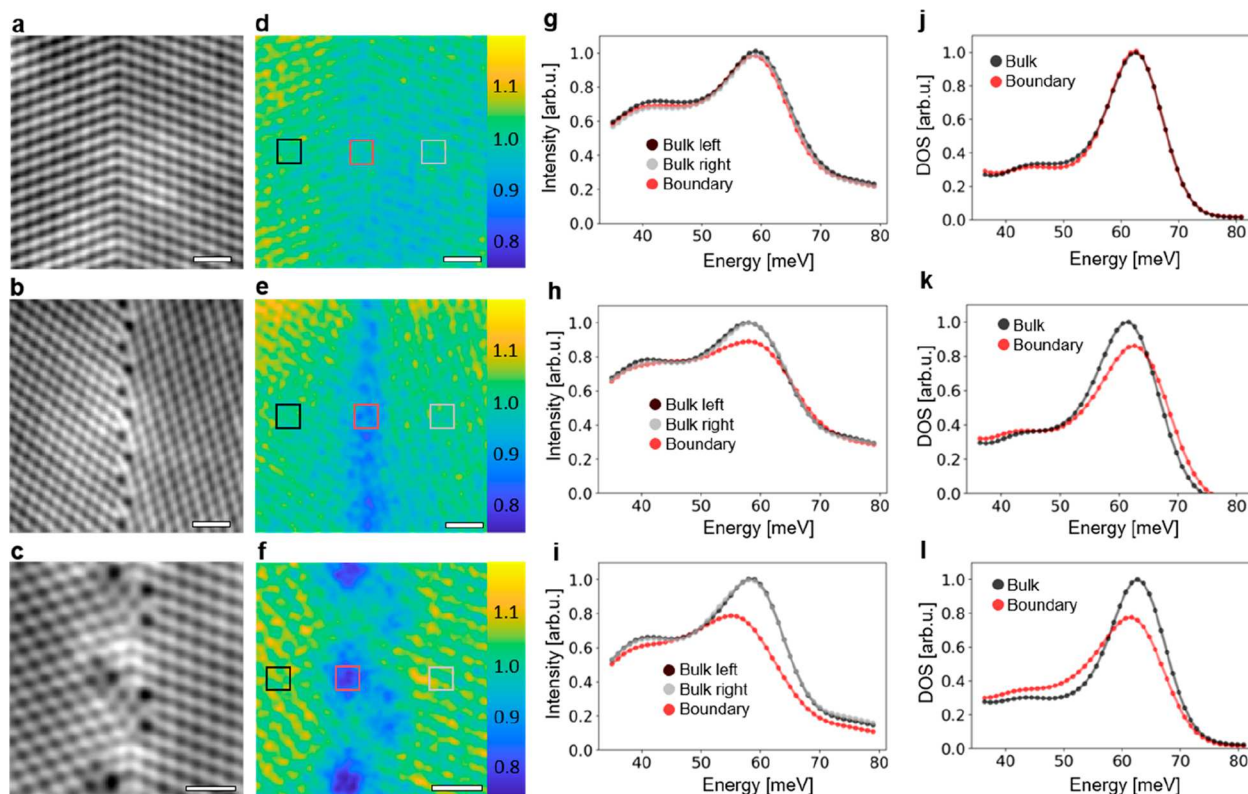 a
d
1.1
1.0
0.9
0.8
g
Intensity [arb.u.]
1.0
0.8
0.6
0.4
0.2
0.0
Bulk left
Bulk right
Boundary
40 50 60 70 80
Energy [meV]
j
DOS [arb.u.]
1.0
0.8
0.6
0.4
0.2
0.0
Bulk
Boundary
40 50 60 70 80
Energy [meV]
b
e
1.1
1.0
0.9
0.8
h
Intensity [arb.u.]
1.0
0.8
0.6
0.4
0.2
0.0
Bulk left
Bulk right
Boundary
40 50 60 70 80
Energy [meV]
k
DOS [arb.u.]
1.0
0.8
0.6
0.4
0.2
0.0
Bulk
Boundary
40 50 60 70 80
Energy [meV]
c
f
1.1
1.0
0.9
0.8
i
Intensity [arb.u.]
1.0
0.8
0.6
0.4
0.2
0.0
Bulk left
Bulk right
Boundary
40 50 60 70 80
Energy [meV]
l
DOS [arb.u.]
1.0
0.8
0.6
0.4
0.2
0.0
Bulk
Boundary
40 50 60 70 80
Energy [meV]